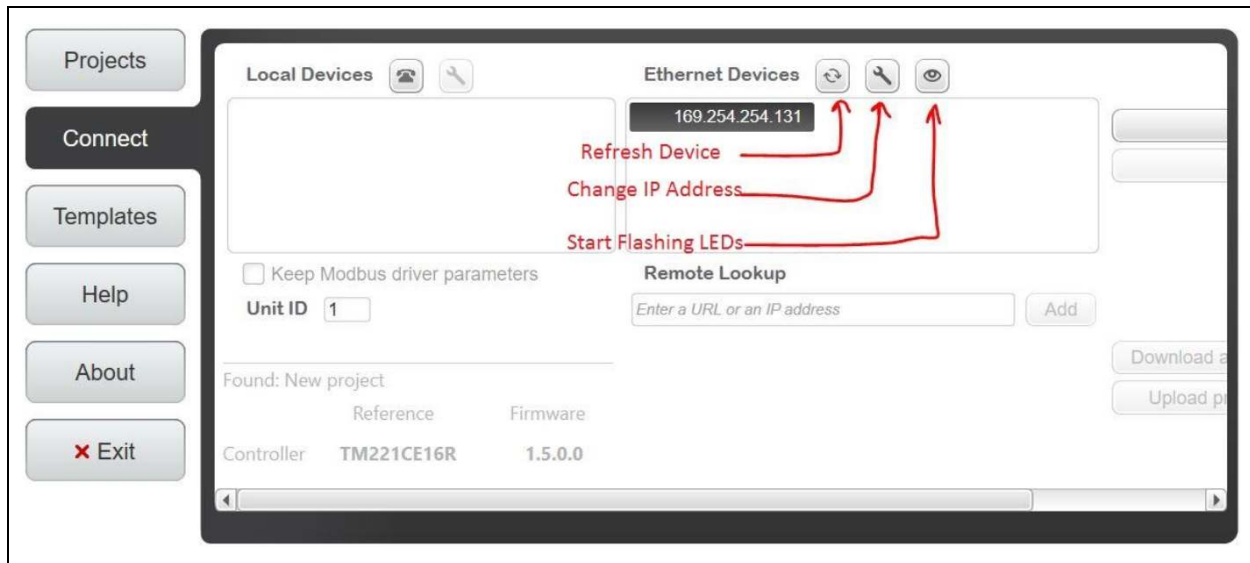 Projects
Connect
Templates
Help
About
× Exit
Local Devices
Ethernet Devices
169.254.254.131
Refresh Device
Change IP Address
Start Flashing LEDs
Keep Modbus driver parameters
Unit ID 1
Remote Lookup
Enter a URL or an IP address
Add
Found: New project
Reference Firmware
Controller TM221CE16R 1.5.0.0
Download a
Upload pr